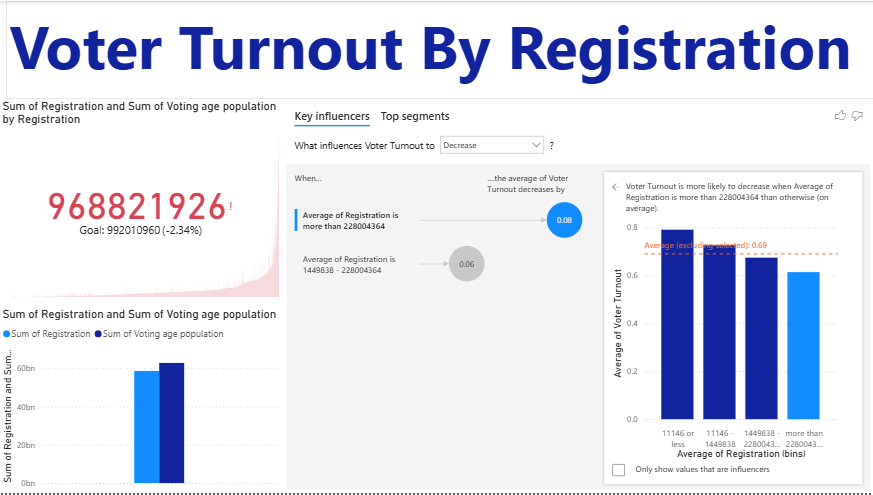 Voter Turnout By Registration
Sum of Registration and Sum of Voting age population
by Registration
968821926!
Goal: 992010960 (-2.34%)
Sum of Registration and Sum of Voting age population
Sum of Registration Sum of Voting age population
Sum of Registration and Sum...
60bn
40bn
20bn
0bn
Key influencers Top segments
What influences Voter Turnout to Decrease ?
When...
...the average of Voter
Turnout decreases by
Average of Registration is
more than 228004364
0.08
Average of Registration is
1449838 - 228004364
0.06
Voter Turnout is more likely to decrease when Average of
Registration is more than 228004364 than otherwise (on
average).
Average of Voter Turnout
0.8
Average (excluding selected): 0.69
0.6
0.4
0.2
0.0
11146 or
less
11146 -
1449838
1449838 -
2280043...
more than
2280043...
Average of Registration (bins)
Only show values that are influencers